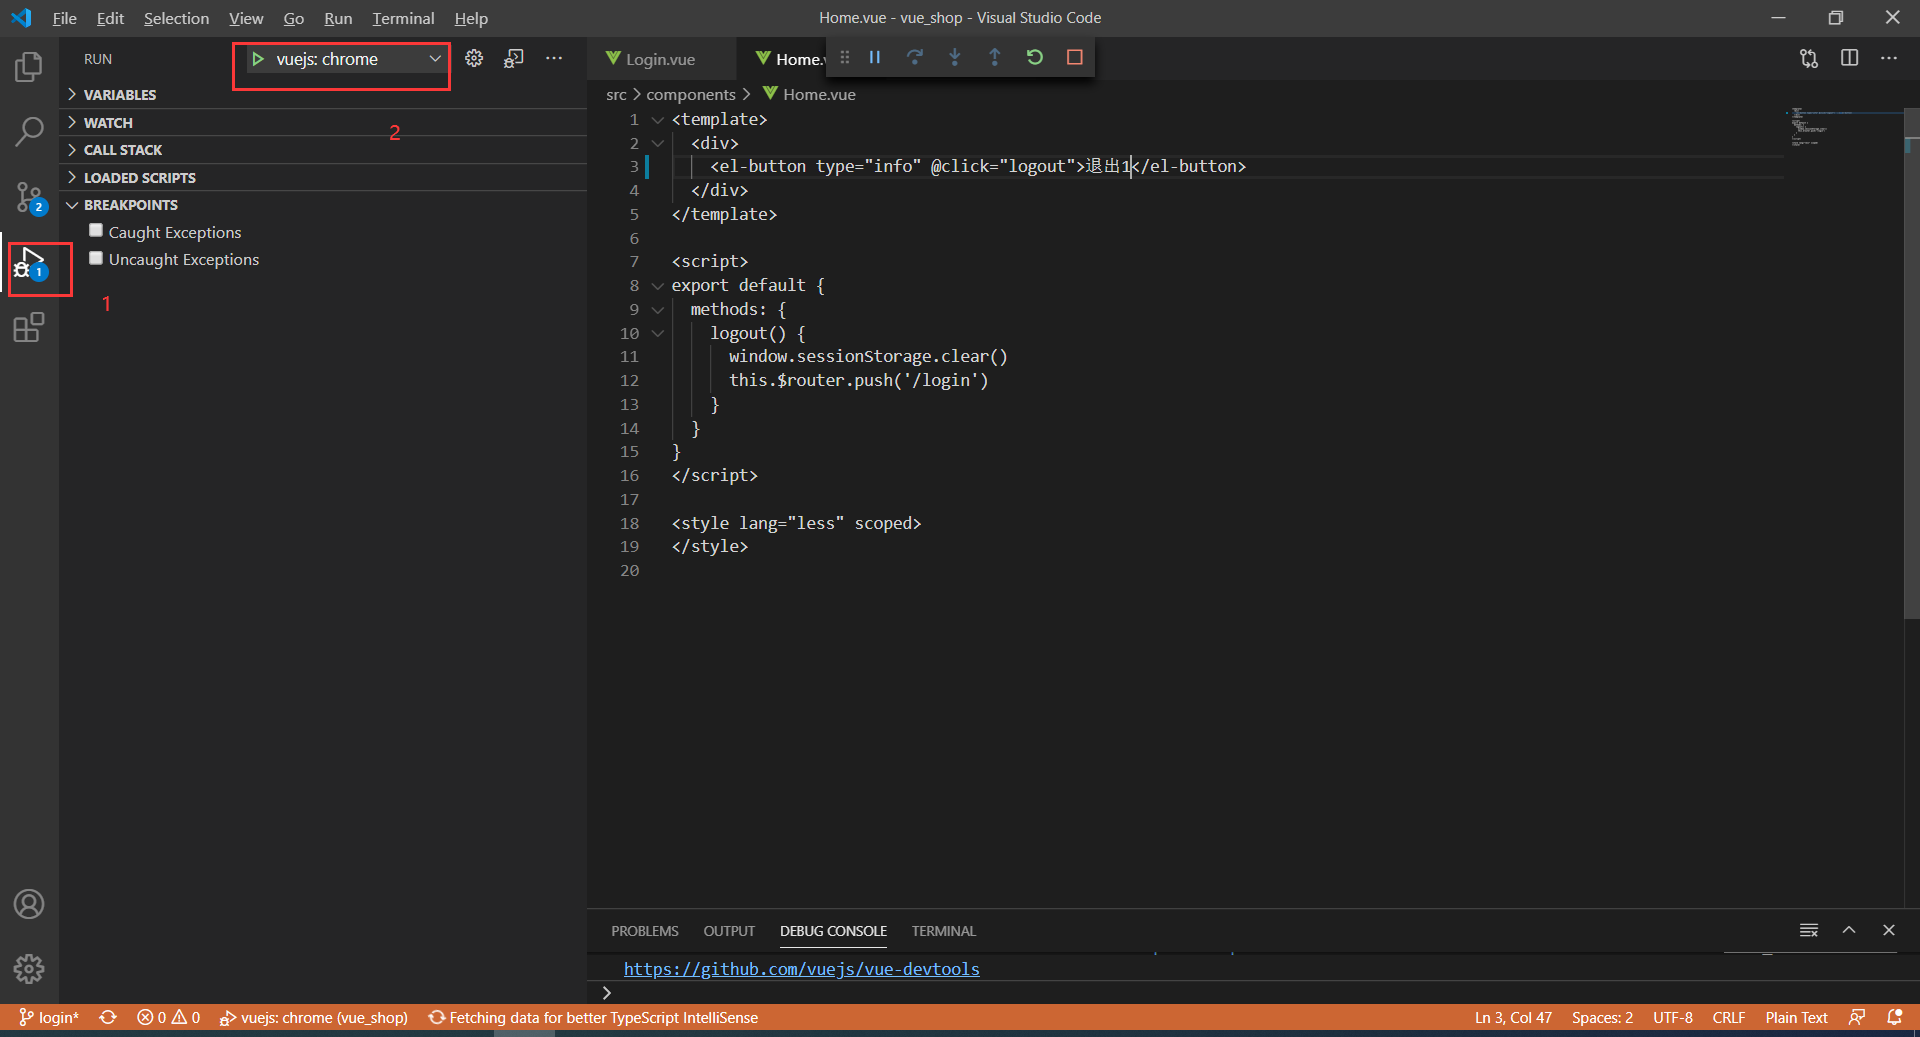 File Edit Selection View Go Run Terminal Help
Home.vue - vue_shop - Visual Studio Code
RUN
vuejs: chrome
VARIABLES
WATCH
2
CALL STACK
LOADED SCRIPTS
BREAKPOINTS
Caught Exceptions
Uncaught Exceptions
2
1
1
Login.vue
Home.v
src > components > Home.vue
1 <template>
2 <div>
3 <el-button type="info" @click="logout">退出1</el-button>
4 </div>
5 </template>
6
7 <script>
8 export default {
9 methods: {
10 logout() {
11 window.sessionStorage.clear()
12 this.$router.push('/login')
13 }
14 }
15 }
16 </script>
17
18 <style lang="less" scoped>
19 </style>
20
PROBLEMS OUTPUT DEBUG CONSOLE TERMINAL
https://github.com/vuejs/vue-devtools
>
login* 0 0 vuejs: chrome (vue_shop) Fetching data for better TypeScript IntelliSense
Ln 3, Col 47 Spaces: 2 UTF-8 CRLF Plain Text